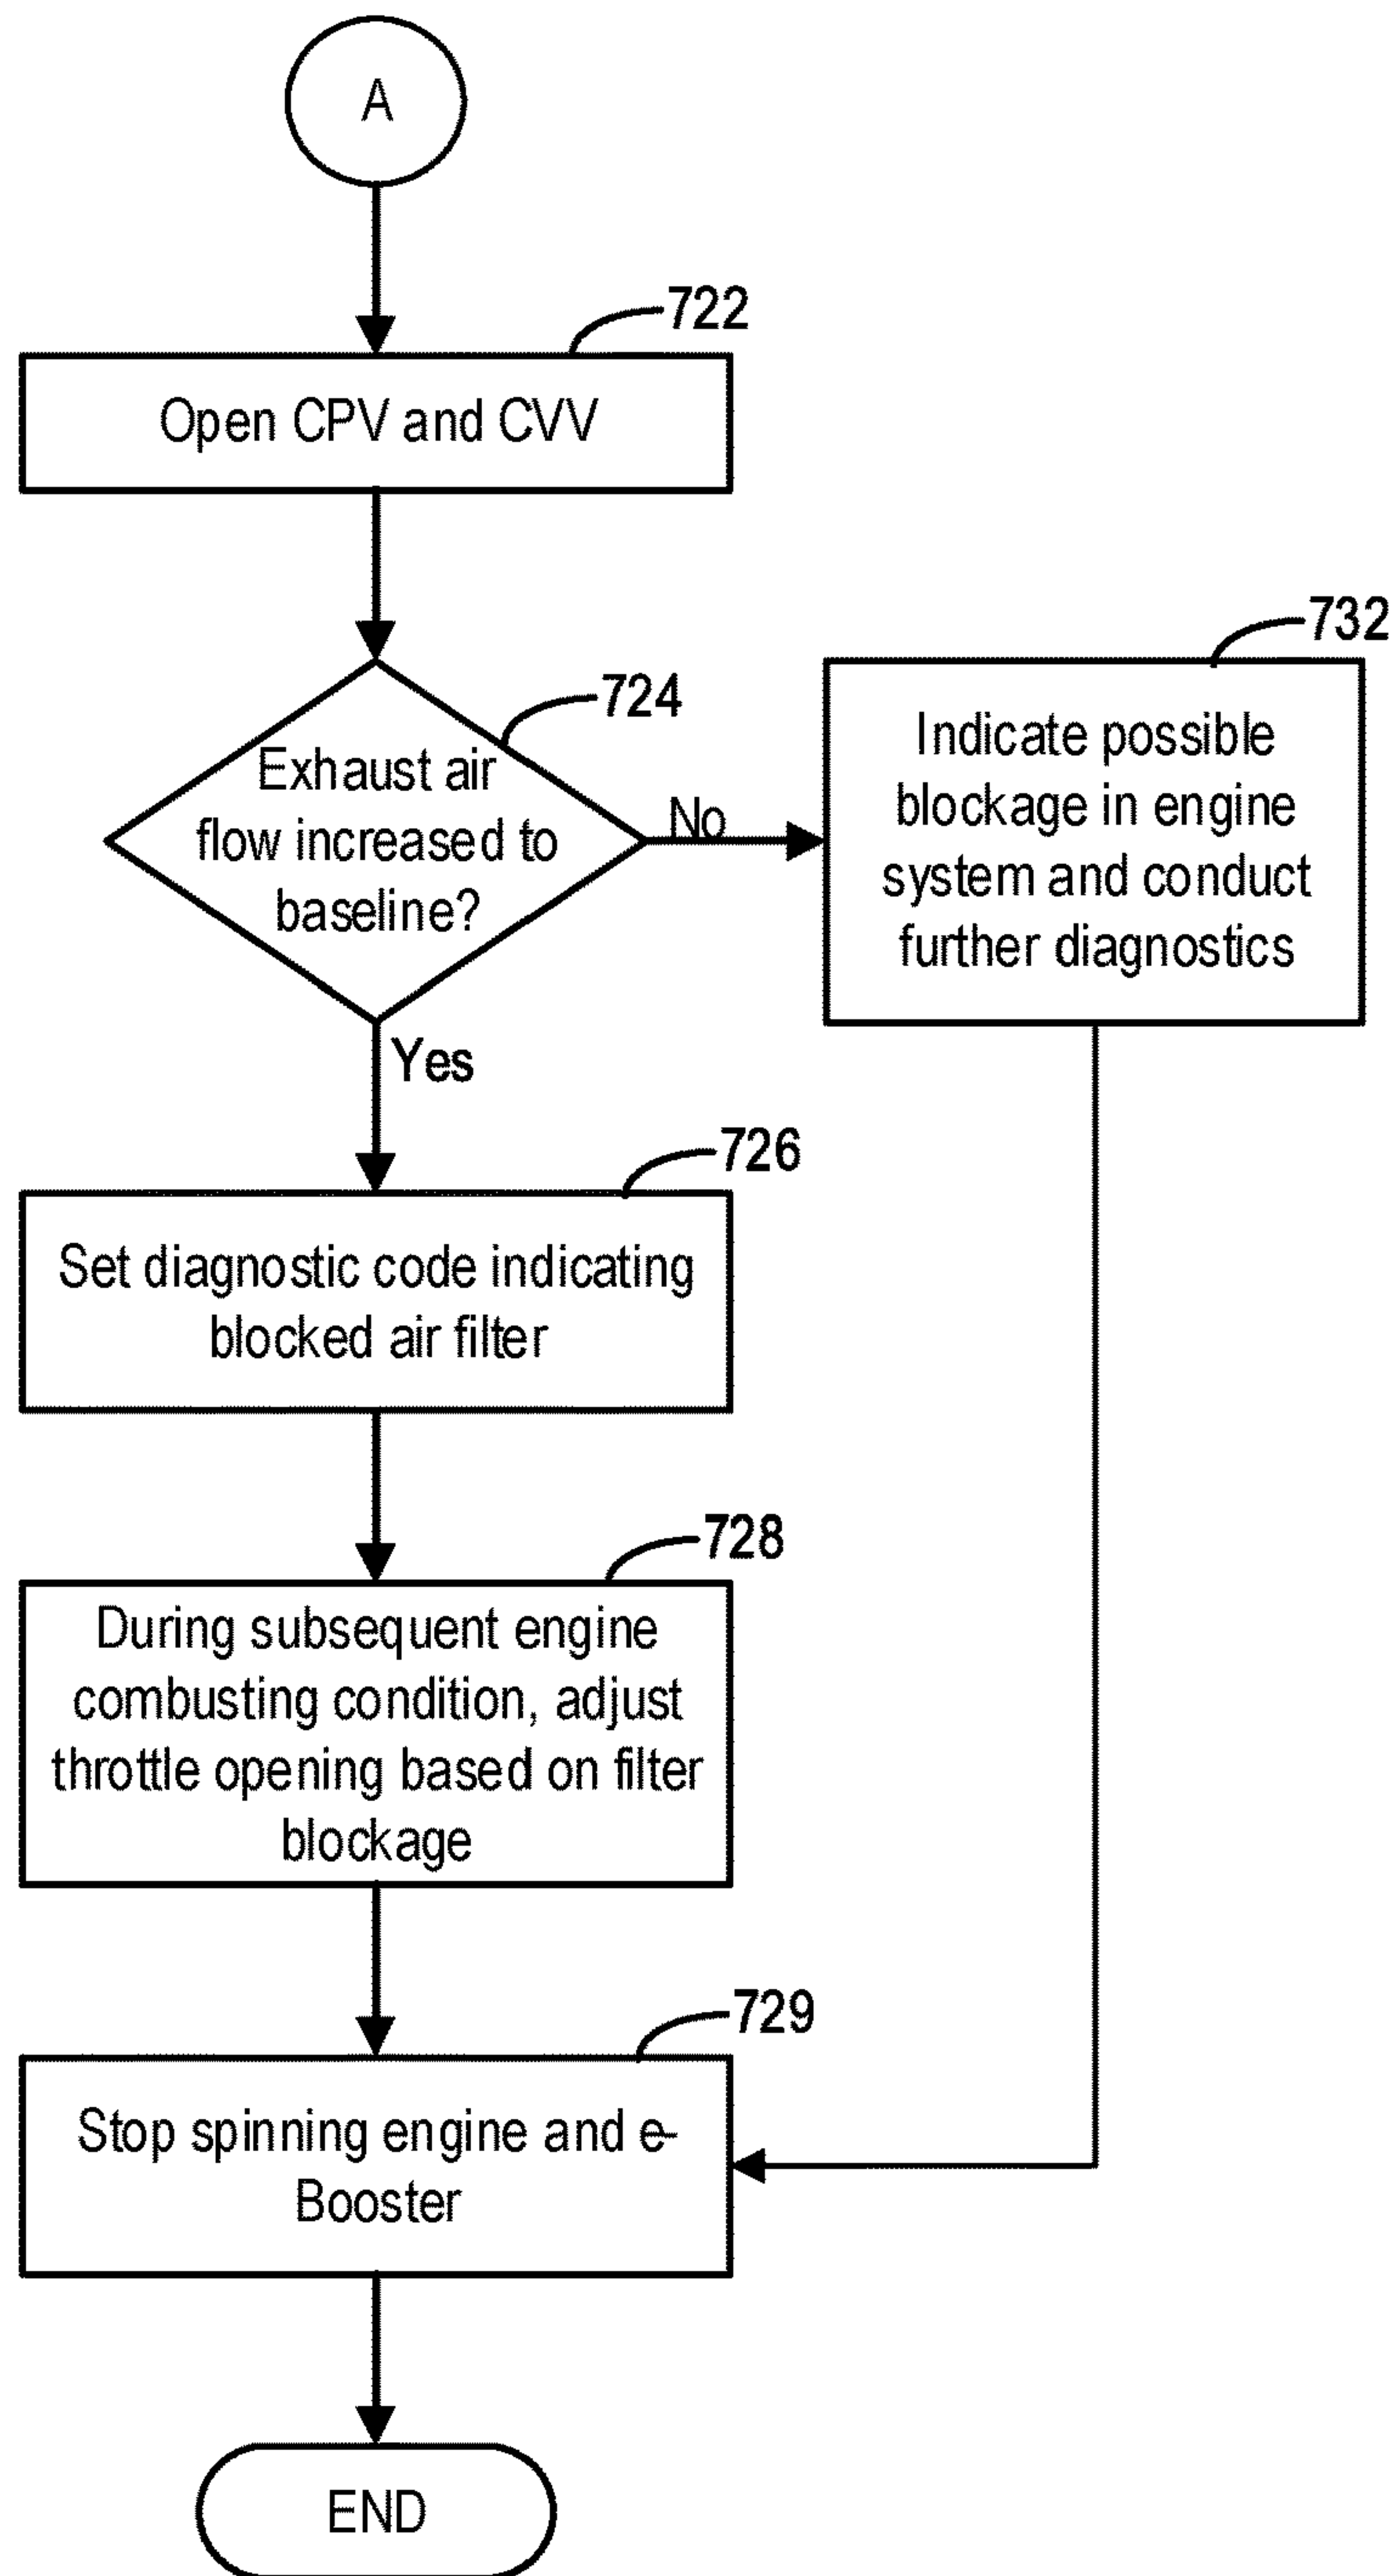 A
722
Open CPV and CVV
724
Exhaust air
flow increased to
baseline?
No
732
Indicate possible
blockage in engine
system and conduct
further diagnostics
Yes
726
Set diagnostic code indicating
blocked air filter
728
During subsequent engine
combusting condition, adjust
throttle opening based on filter
blockage
729
Stop spinning engine and e-
Booster
END